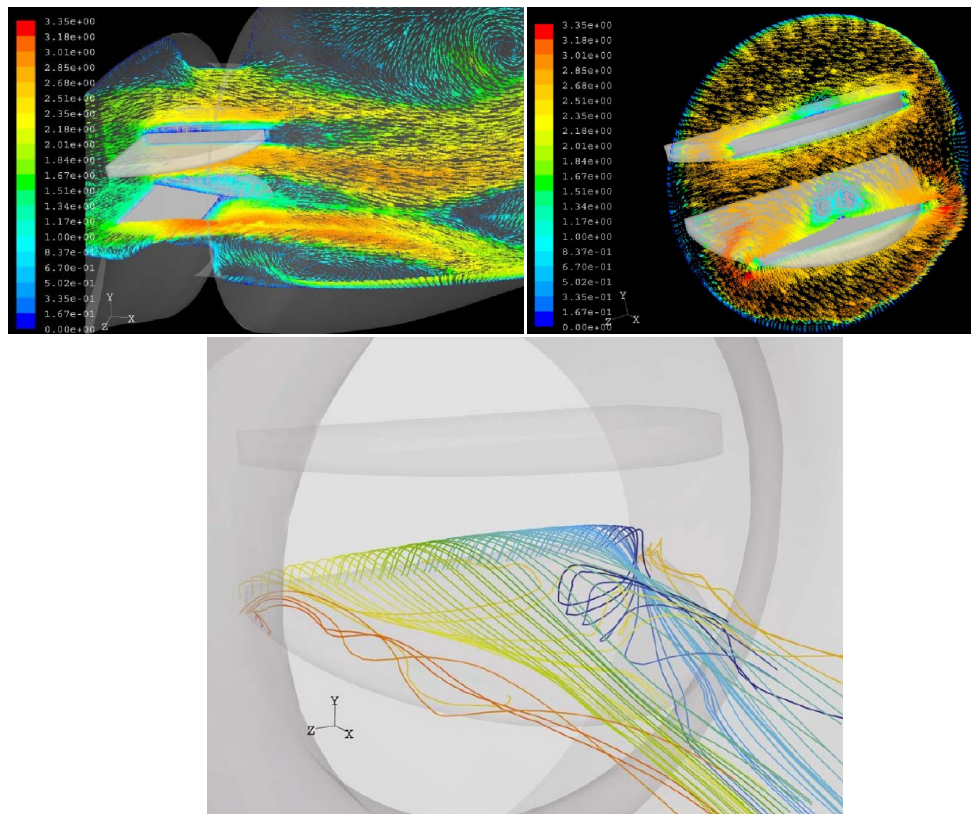 3.35e+00
3.18e+00
3.01e+00
2.85e+00
2.68e+00
2.51e+00
2.35e+00
2.18e+00
2.01e+00
1.84e+00
1.67e+00
1.51e+00
1.34e+00
1.17e+00
1.00e+00
8.37e-01
6.70e-01
5.02e-01
3.35e-01
1.67e-01
0.00e+00
Y
Z
X
3.35e+00
3.18e+00
3.01e+00
2.85e+00
2.68e+00
2.51e+00
2.35e+00
2.18e+00
2.01e+00
1.84e+00
1.67e+00
1.51e+00
1.34e+00
1.17e+00
1.00e+00
8.37e-01
6.70e-01
5.02e-01
3.35e-01
1.67e-01
0.00e+00
Y
Z
X
Y
Z
X